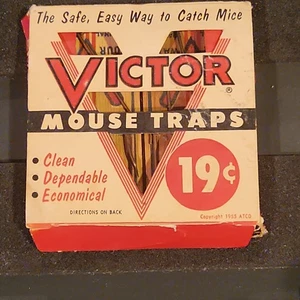 The Safe, Easy Way to Catch Mice
VICTOR®
MOUSE TRAPS
• Clean
• Dependable
• Economical
19¢
DIRECTIONS ON BACK